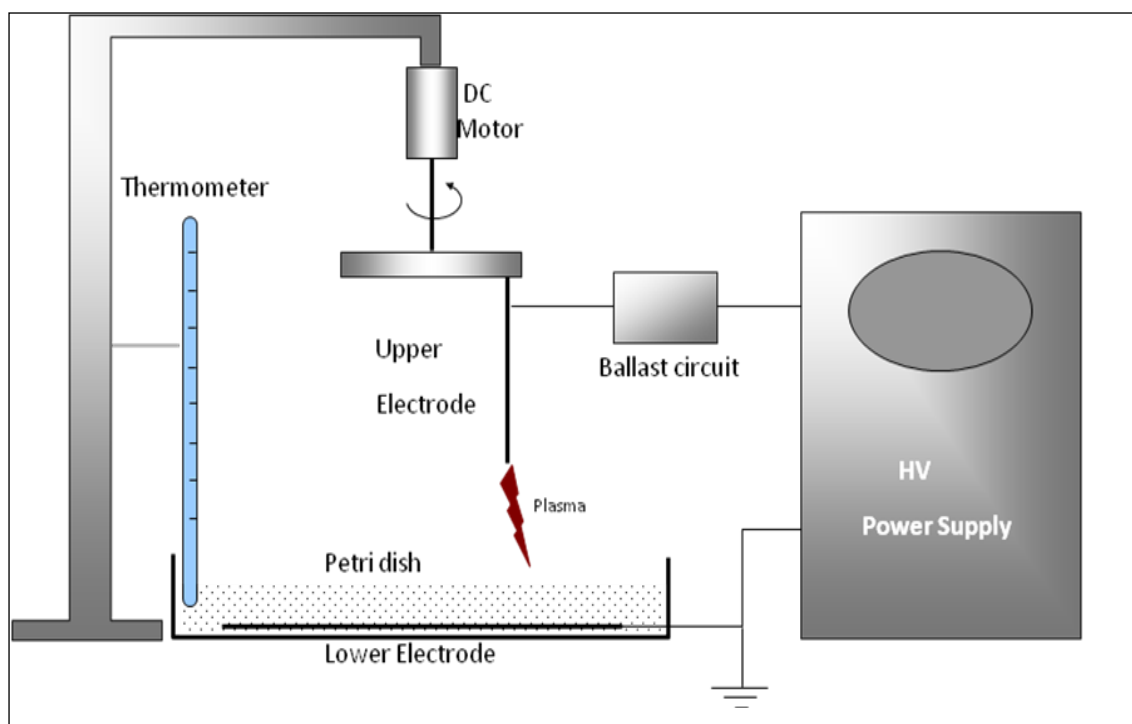 DC
Motor
Thermometer
Upper
Electrode
Ballast circuit
HV
Power Supply
Plasma
Petri dish
Lower Electrode